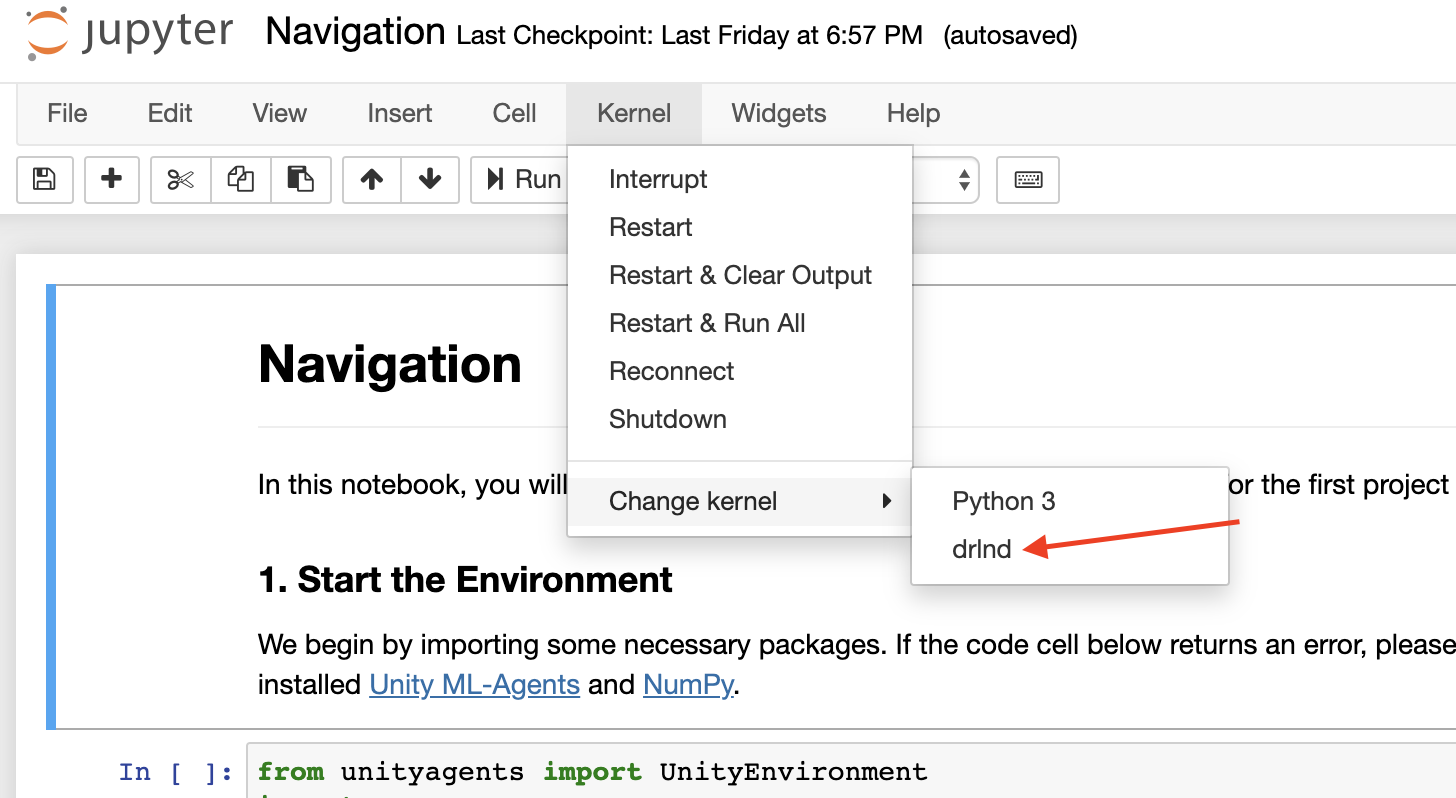 jupyter Navigation Last Checkpoint: Last Friday at 6:57 PM (autosaved)
File Edit View Insert Cell Kernel Widgets Help
Run
Interrupt
Restart
Restart & Clear Output
Restart & Run All
Reconnect
Shutdown
Change kernel
Python 3
drlnd
Navigation
In this notebook, you will or the first project
1. Start the Environment
We begin by importing some necessary packages. If the code cell below returns an error, please
installed Unity ML-Agents and NumPy.
In [ ]: from unityagents import UnityEnvironment